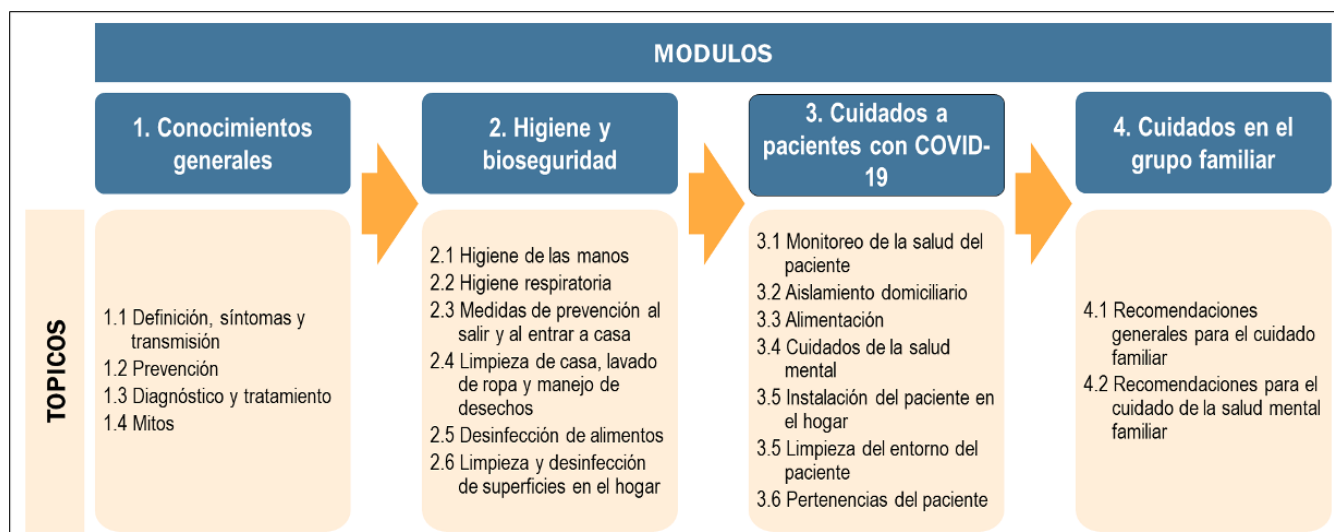 MODULOS
1. Conocimientos
generales
2. Higiene y
bioseguridad
3. Cuidados a
pacientes con COVID-
19
4. Cuidados en el
grupo familiar
TOPICOS
1.1 Definición, síntomas y
transmisión
1.2 Prevención
1.3 Diagnóstico y tratamiento
1.4 Mitos
2.1 Higiene de las manos
2.2 Higiene respiratoria
2.3 Medidas de prevención al
salir y al entrar a casa
2.4 Limpieza de casa, lavado
de ropa y manejo de
desechos
2.5 Desinfección de alimentos
2.6 Limpieza y desinfección
de superficies en el hogar
3.1 Monitoreo de la salud del
paciente
3.2 Aislamiento domiciliario
3.3 Alimentación
3.4 Cuidados de la salud
mental
3.5 Instalación del paciente en
el hogar
3.5 Limpieza del entorno del
paciente
3.6 Pertenencias del paciente
4.1 Recomendaciones
generales para el cuidado
familiar
4.2 Recomendaciones para el
cuidado de la salud mental
familiar